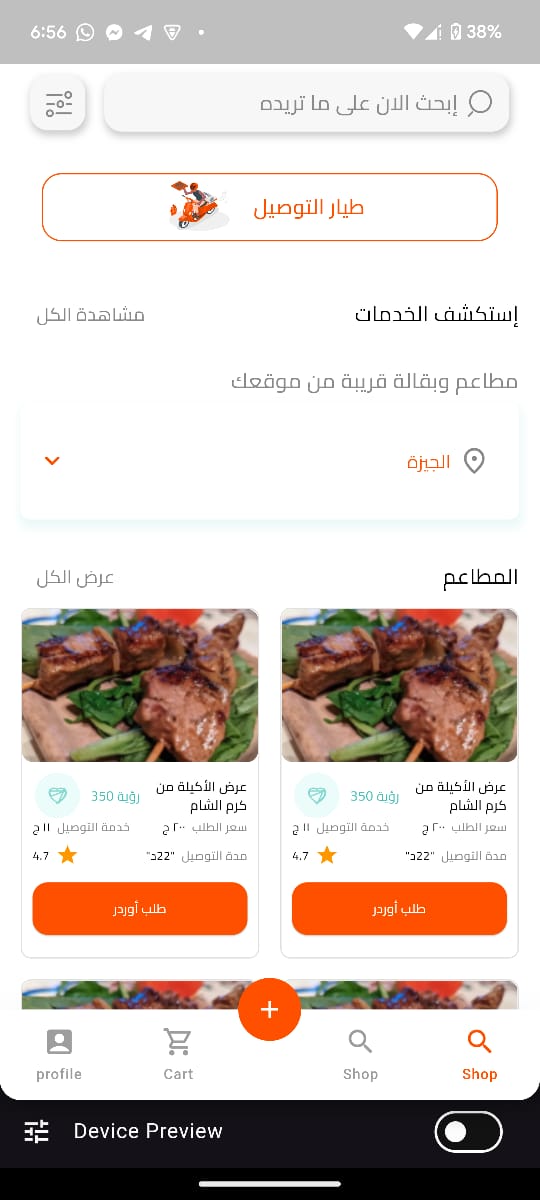 6:56
38%
إبحث الان على ما تريده
طيار التوصيل
إستكشف الخدمات
مشاهدة الكل
مطاعم وبقالة قريبة من موقعك
الجيزة
المطاعم
عرض الكل
عرض الأكيلة من
كرم الشام
350 رؤية
سعر الطلب ٢٠٠ ج
خدمة التوصيل ١١ ج
مدة التوصيل "22د"
4.7
طلب أوردر
عرض الأكيلة من
كرم الشام
350 رؤية
سعر الطلب ٢٠٠ ج
خدمة التوصيل ١١ ج
مدة التوصيل "22د"
4.7
طلب أوردر
+
profile
Cart
Shop
Shop
Device Preview